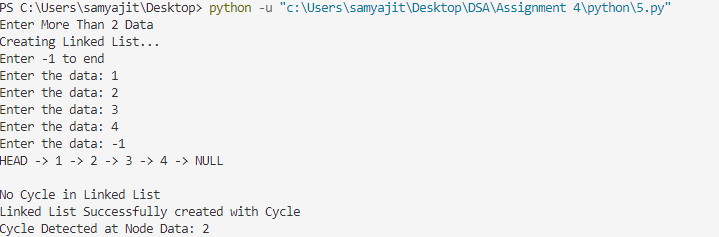 PS C:\Users\samyajit\Desktop> python -u "c:\Users\samyajit\Desktop\DSA\Assignment 4\python\5.py"
Enter More Than 2 Data
Creating Linked List...
Enter -1 to end
Enter the data: 1
Enter the data: 2
Enter the data: 3
Enter the data: 4
Enter the data: -1
HEAD -> 1 -> 2 -> 3 -> 4 -> NULL
No Cycle in Linked List
Linked List Successfully created with Cycle
Cycle Detected at Node Data: 2